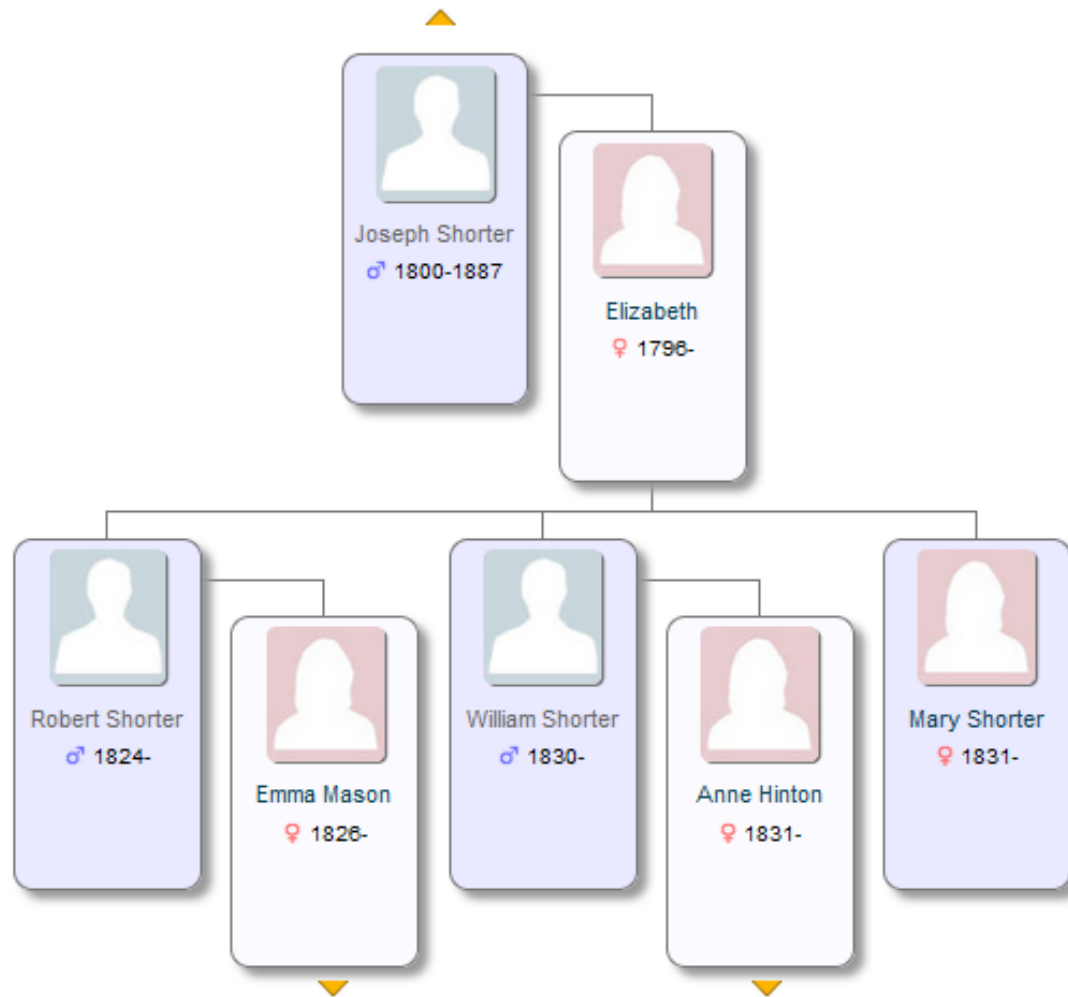 Joseph Shorter
♂ 1800-1887
Elizabeth
♀ 1796-
Robert Shorter
♂ 1824-
Emma Mason
♀ 1826-
William Shorter
♂ 1830-
Anne Hinton
♀ 1831-
Mary Shorter
♀ 1831-